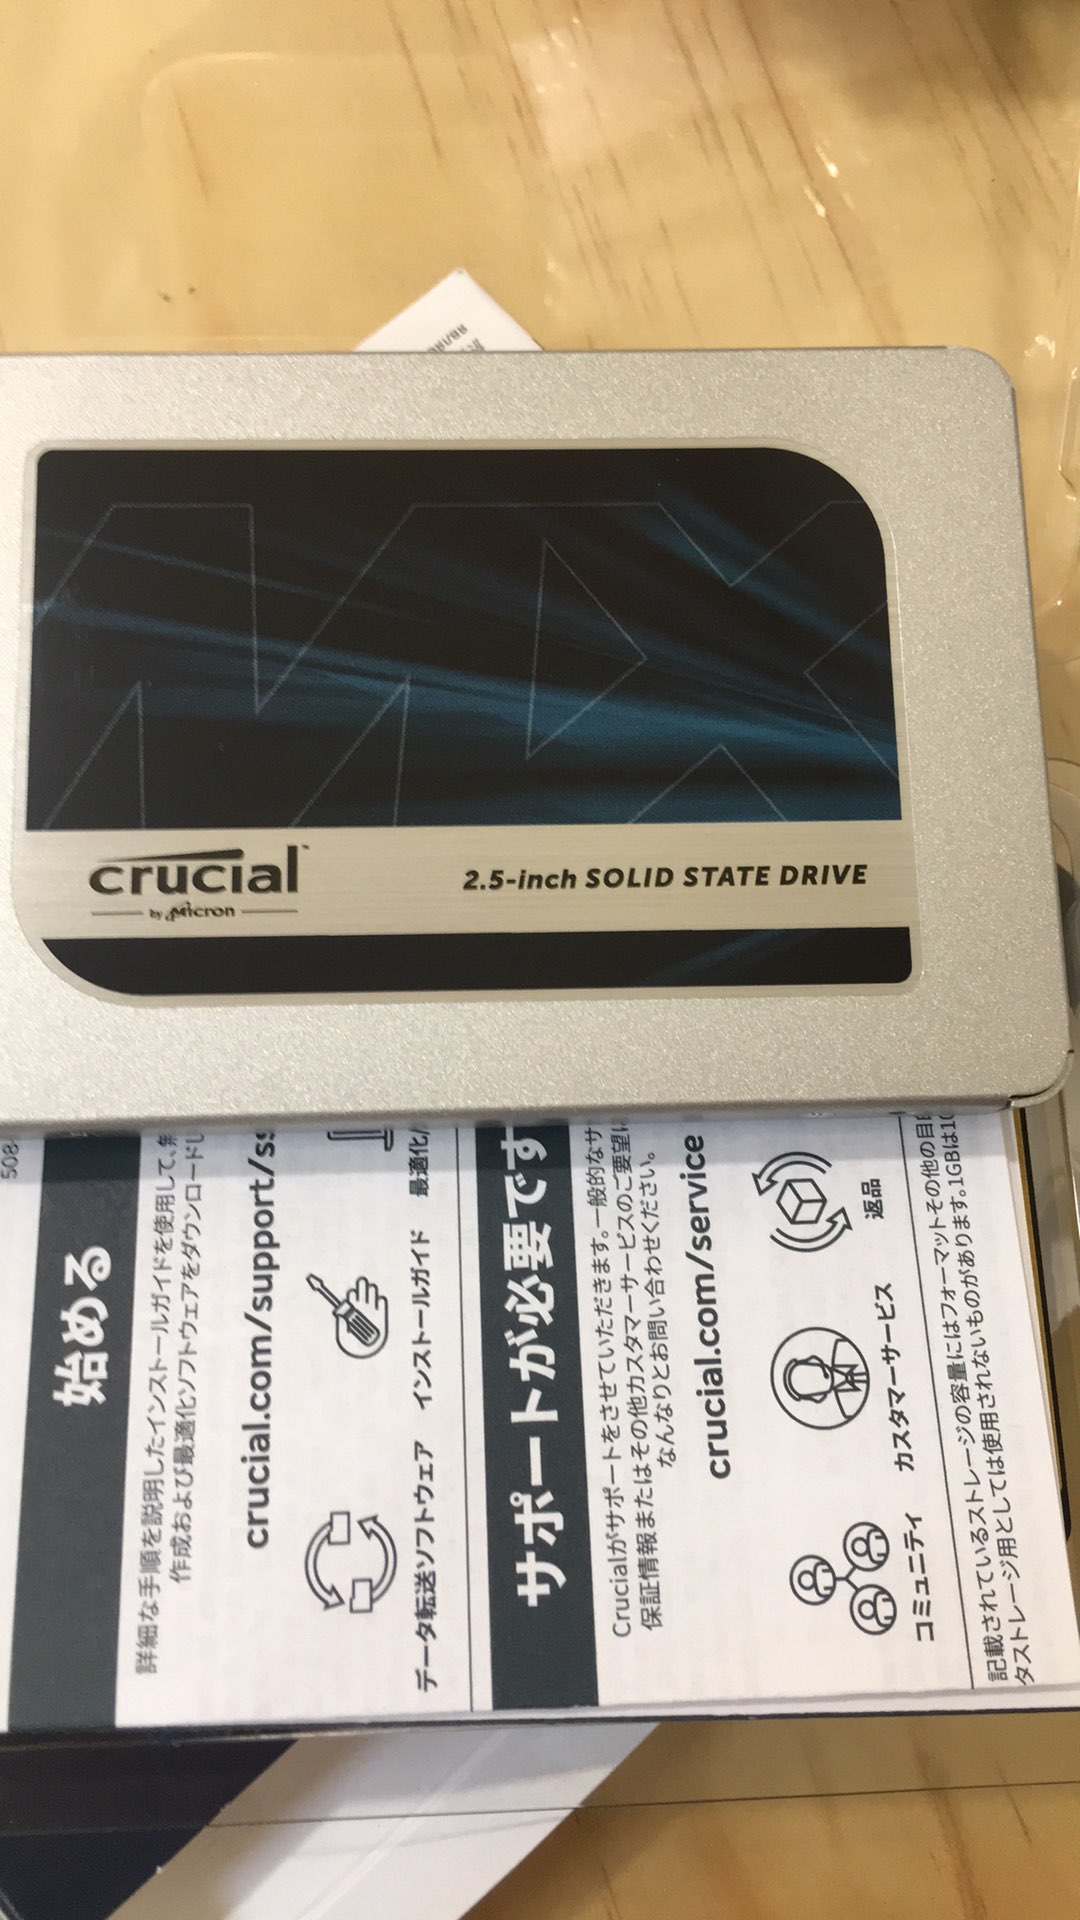 crucial
by Micron
2.5-inch SOLID STATE DRIVE
508
始める
詳細な手順を説明したインストールガイドを使用して、無
作成および最適化ソフトウェアをダウンロードし
crucial.com/support/ss
データ転送ソフトウェア インストールガイド 最適化/
サポートが必要です
Crucialがサポートをさせていただきます。一般的なサ
保証情報またはその他カスタマーサービスのご要望に
なんなりとお問い合わせください。
crucial.com/service
コミュニティ カスタマーサービス 返品
記載されているストレージの容量にはフォーマットその他の目的
タストレージ用としては使用されないものがあります。1GBは10